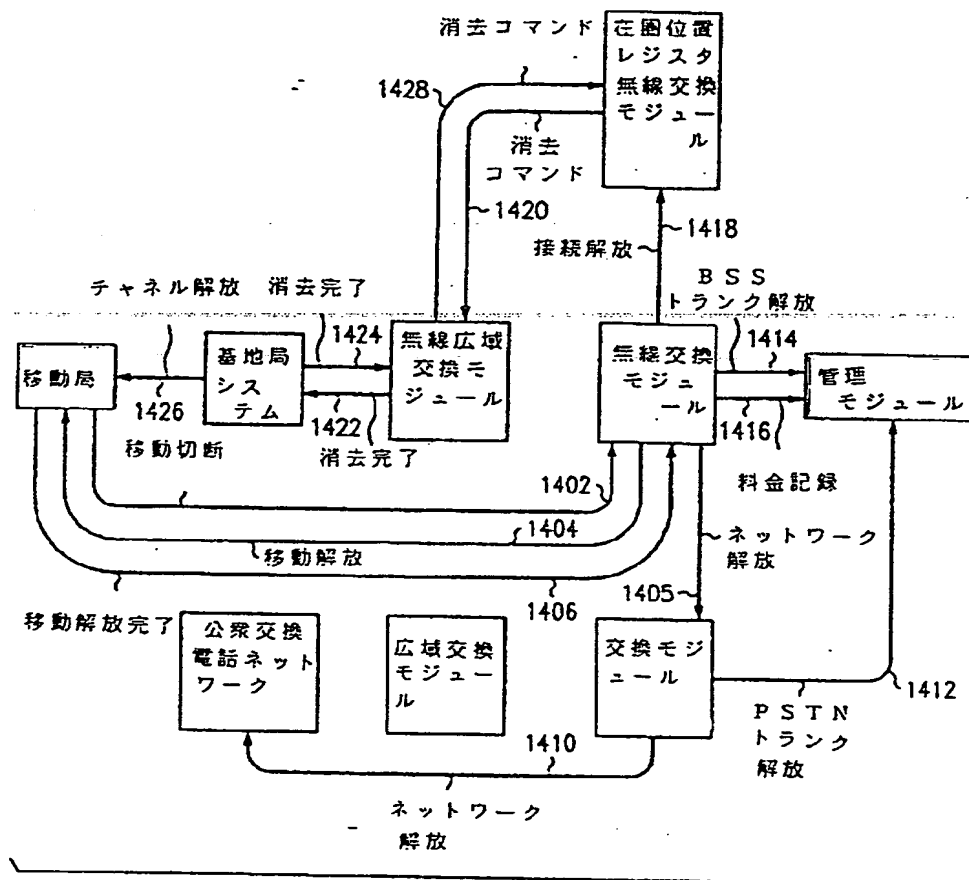 消去コマンド
在圏位置
レジスタ
無線交換
モジュー
ル
1428
消去
コマンド
1420
1418
接続解放
BSS
トランク解放
チャネル解放
消去完了
1424
1414
移動局
基地局
シス
テム
無線広域
交換モ
ジュール
無線交換
モジュ
ール
管理
モジュール
1426
1422
1416
移動切断
消去完了
料金記録
1402
1404
移動解放
ネットワーク
解放
1406
1405
移動解放完了
公衆交換
電話ネット
ワーク
広域交換
モジュー
ル
交換モジ
ュール
1412
PSTN
トランク
解放
1410
ネットワーク
解放